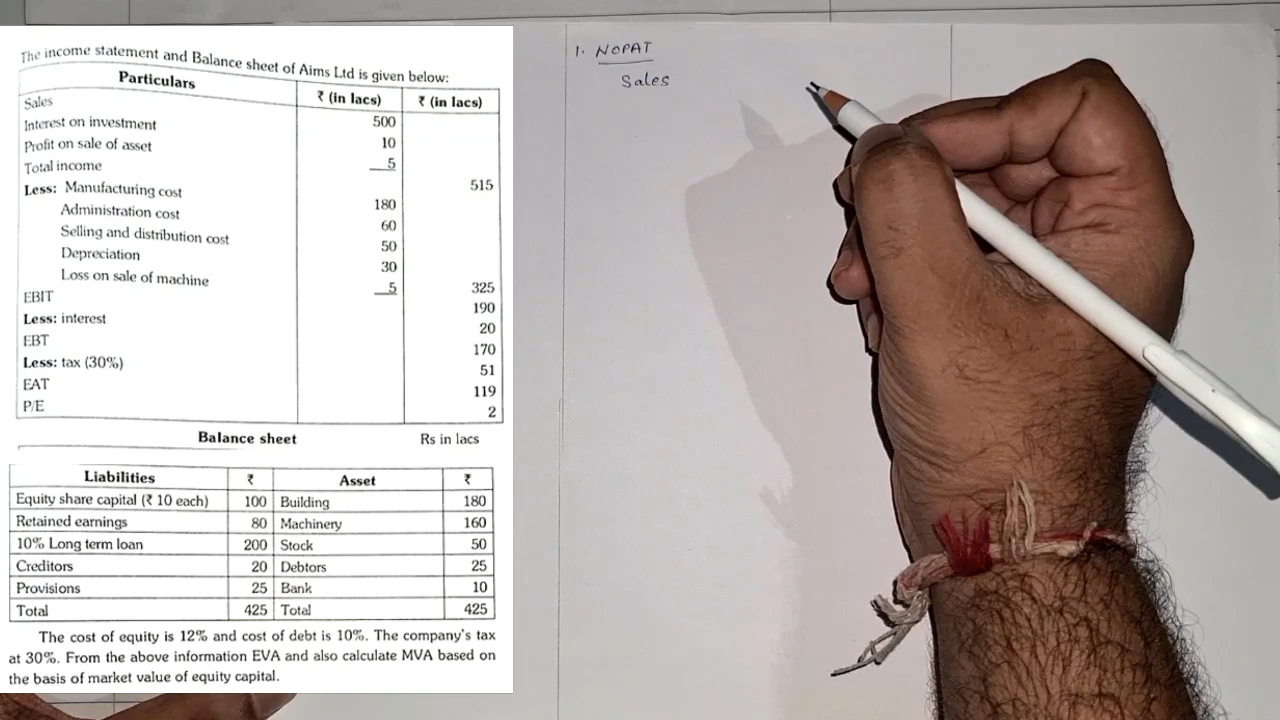 The income statement and Balance sheet of Aims Ltd is given below:
Particulars ₹ (in lacs) ₹ (in lacs)
Sales 500
Interest on investment 10
Profit on sale of asset 5
Total income 515
Less: Manufacturing cost 180
Administration cost 60
Selling and distribution cost 50
Depreciation 30
Loss on sale of machine 5 325
EBIT 190
Less: interest 20
EBT 170
Less: tax (30%) 51
EAT 119
P/E 2
Balance sheet Rs in lacs
Liabilities ₹ Asset ₹
Equity share capital (₹ 10 each) 100 Building 180
Retained earnings 80 Machinery 160
10% Long term loan 200 Stock 50
Creditors 20 Debtors 25
Provisions 25 Bank 10
Total 425 Total 425
The cost of equity is 12% and cost of debt is 10%. The company's tax
at 30%. From the above information EVA and also calculate MVA based on
the basis of market value of equity capital.
1. NOPAT
Sales